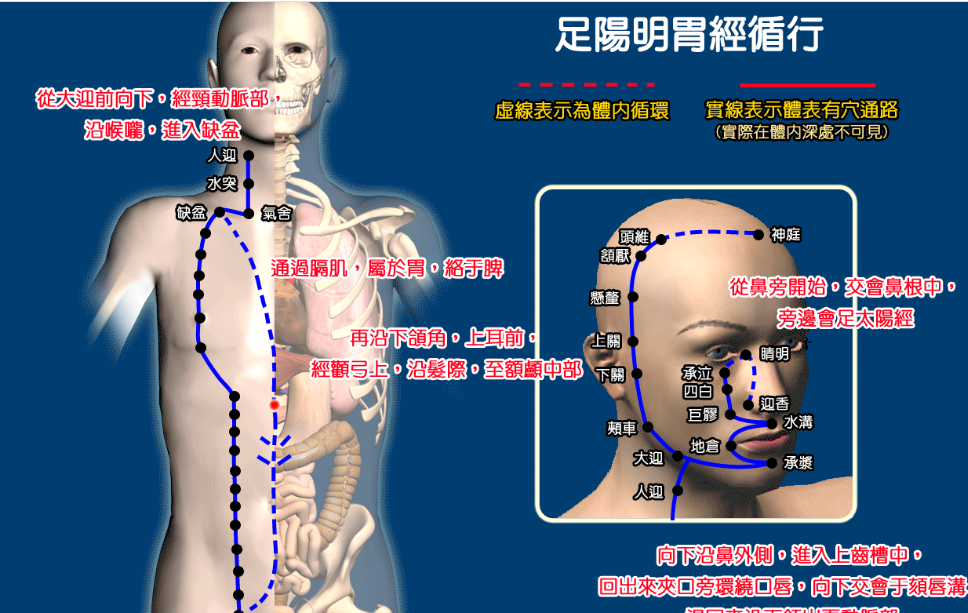 足陽明胃經循行
虛線表示為體內循環
實線表示體表有穴通路
(實際在體內深處不可見)
從大迎前向下，經頸動脈部，
沿喉嚨，進入缺盆
人迎
水突
缺盆
氣舍
通過膈肌，屬於胃，絡于脾
再沿下頜角，上耳前，
經顴弓上，沿髮際，至額顱中部
頭維
神庭
頷厭
懸釐
上關
下關
頰車
大迎
人迎
從鼻旁開始，交會鼻根中，
旁邊會足太陽經
睛明
承泣
四白
迎香
巨髎
水溝
地倉
承漿
向下沿鼻外側，進入上齒槽中，
回出來夾口旁環繞口唇，向下交會于頦唇溝